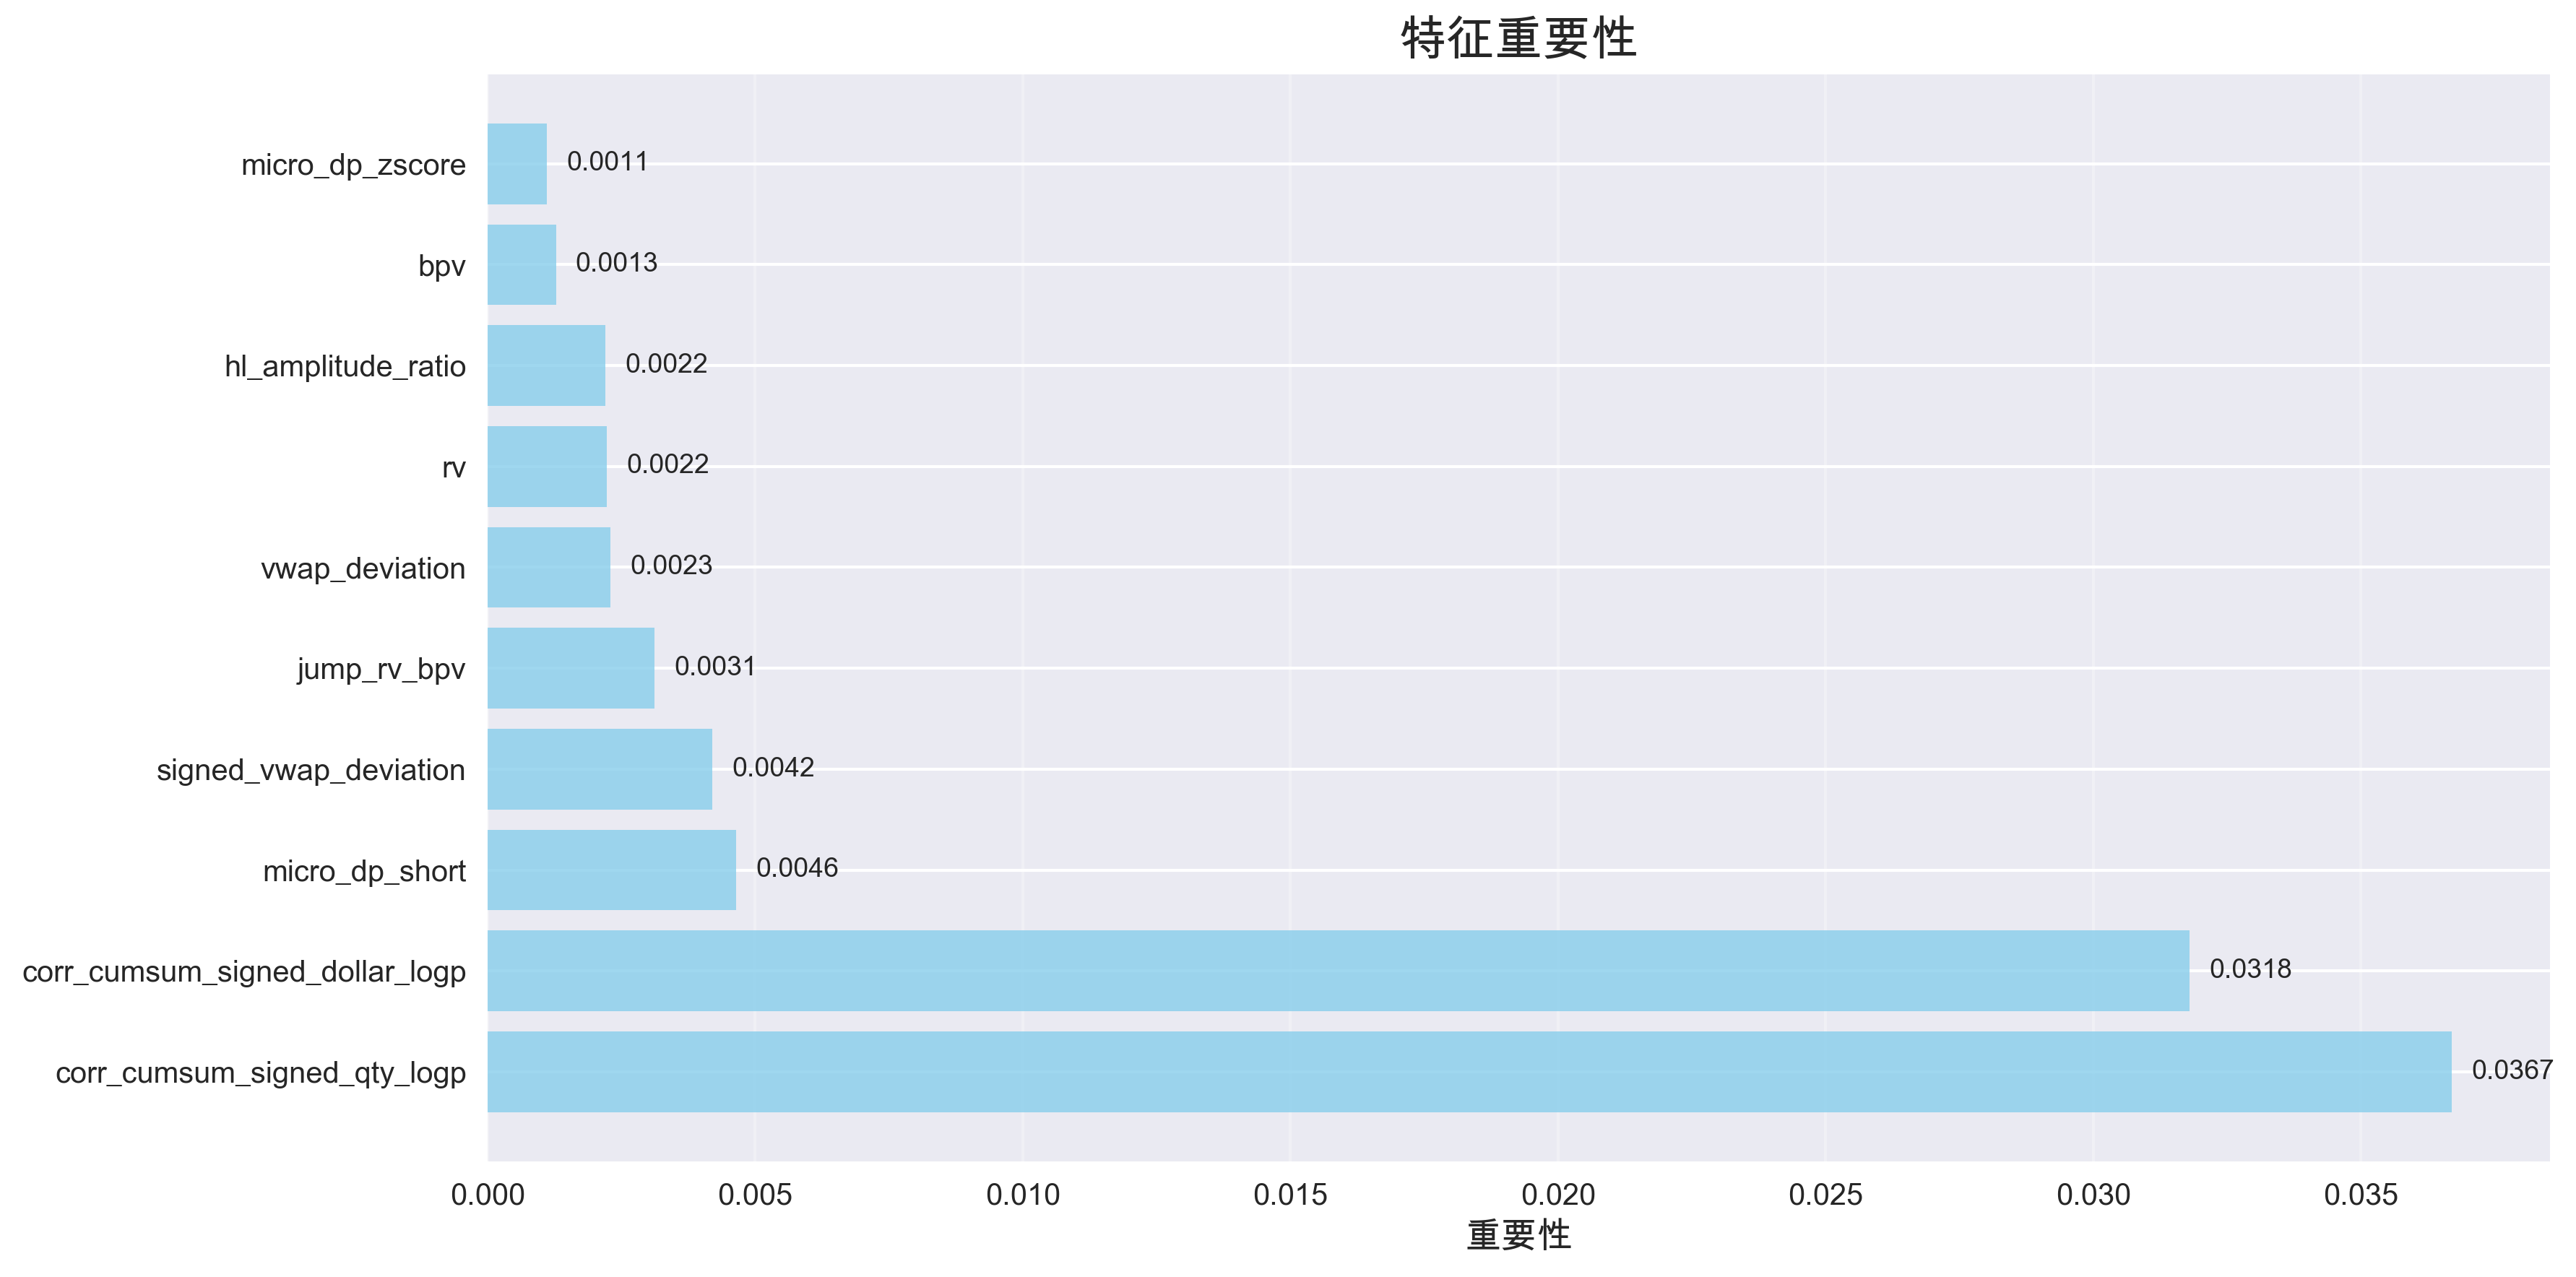 特征重要性
micro_dp_zscore
0.0011
bpv
0.0013
hl_amplitude_ratio
0.0022
rv
0.0022
vwap_deviation
0.0023
jump_rv_bpv
0.0031
signed_vwap_deviation
0.0042
micro_dp_short
0.0046
corr_cumsum_signed_dollar_logp
0.0318
corr_cumsum_signed_qty_logp
0.0367
0.000 0.005 0.010 0.015 0.020 0.025 0.030 0.035
重要性